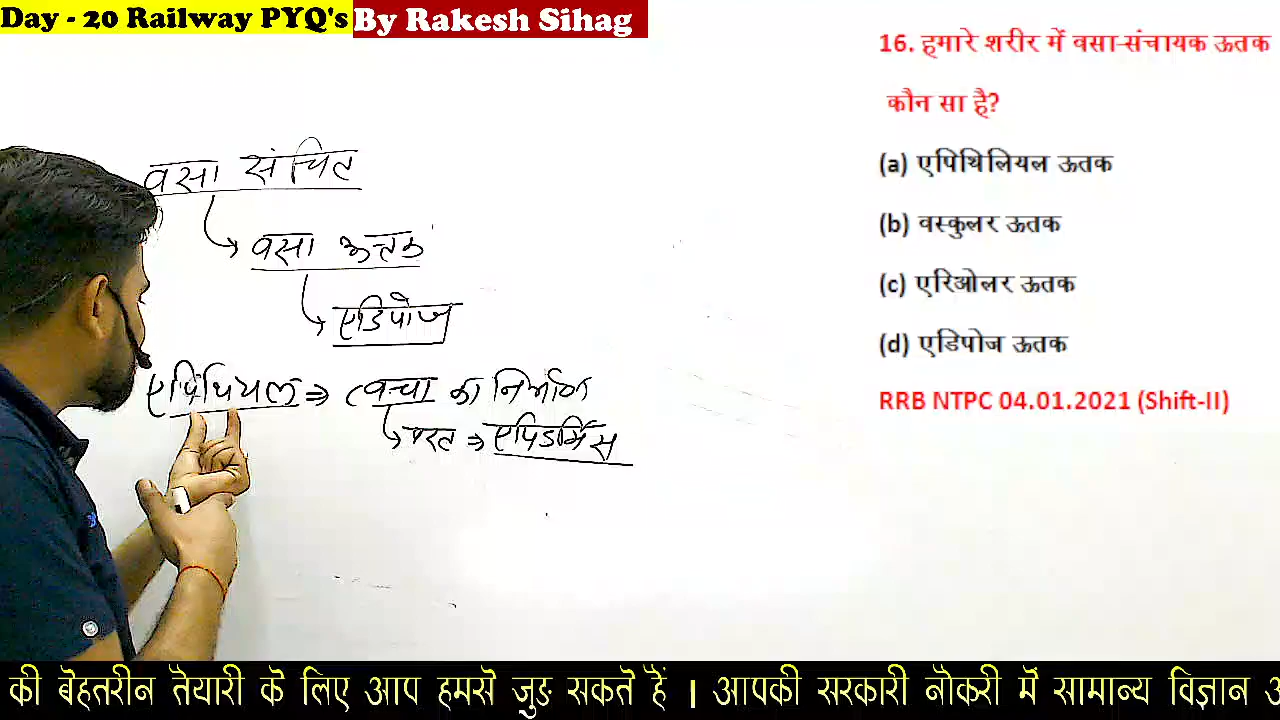 Day - 20 Railway PYQ's By Rakesh Sihag
16. हमारे शरीर में वसा-संचायक ऊतक
कौन सा है?
(a) एपिथिलियल ऊतक
(b) वस्कुलर ऊतक
(c) एरिओलर ऊतक
(d) एडिपोज ऊतक
RRB NTPC 04.01.2021 (Shift-II)
वसा संचित
वसा ऊतक
एडिपोज
एपिथियल ⇒ त्वचा का निर्माण
परत ⇒ एपिडर्मिस
की बेहतरीन तैयारी के लिए आप हमसे जुड़ सकते हैं । आपकी सरकारी नौकरी में सामान्य विज्ञान